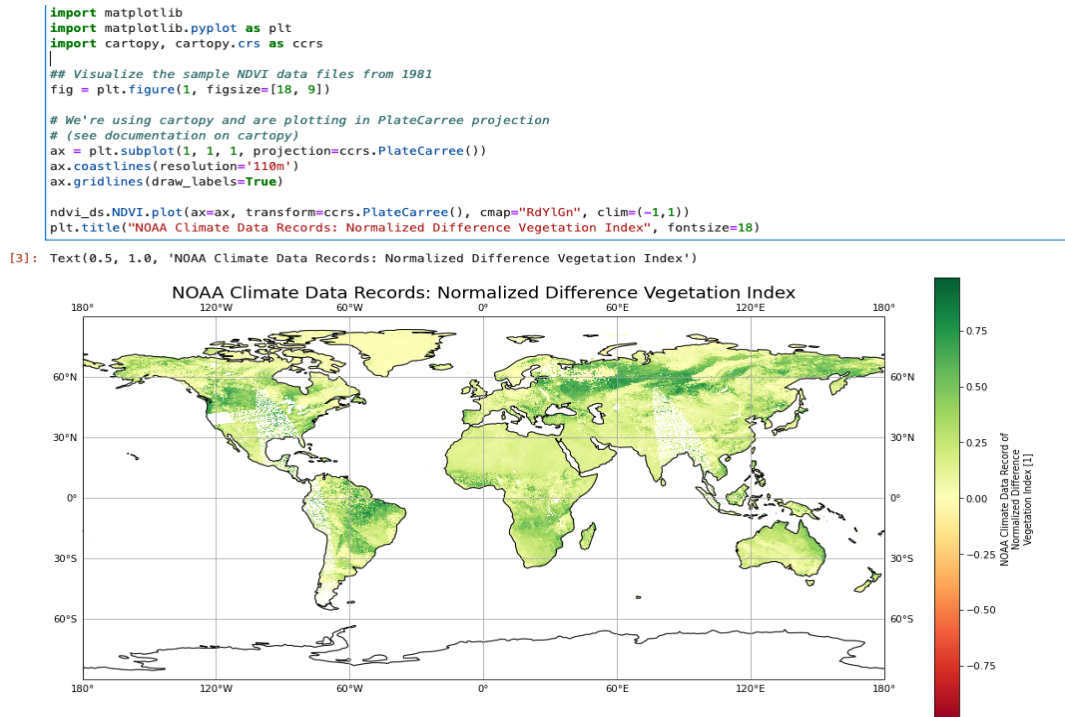 import matplotlib
import matplotlib.pyplot as plt
import cartopy, cartopy.crs as ccrs
## Visualize the sample NDVI data files from 1981
fig = plt.figure(1, figsize=[18, 9])
# We're using cartopy and are plotting in PlateCarree projection
# (see documentation on cartopy)
ax = plt.subplot(1, 1, 1, projection=ccrs.PlateCarree())
ax.coastlines(resolution='110m')
ax.gridlines(draw_labels=True)
ndvi_ds.NDVI.plot(ax=ax, transform=ccrs.PlateCarree(), cmap="RdYlGn", clim=(-1,1))
plt.title("NOAA Climate Data Records: Normalized Difference Vegetation Index", fontsize=18)
[3]: Text(0.5, 1.0, 'NOAA Climate Data Records: Normalized Difference Vegetation Index')
NOAA Climate Data Records: Normalized Difference Vegetation Index
180° 120°W 60°W 0° 60°E 120°E 180°
60°N 60°N
30°N 30°N
0° 0°
30°S 30°S
60°S 60°S
180° 120°W 60°W 0° 60°E 120°E 180°
0.75
0.50
0.25
0.00
−0.25
−0.50
−0.75
NOAA Climate Data Record of
Normalized Difference
Vegetation Index [1]